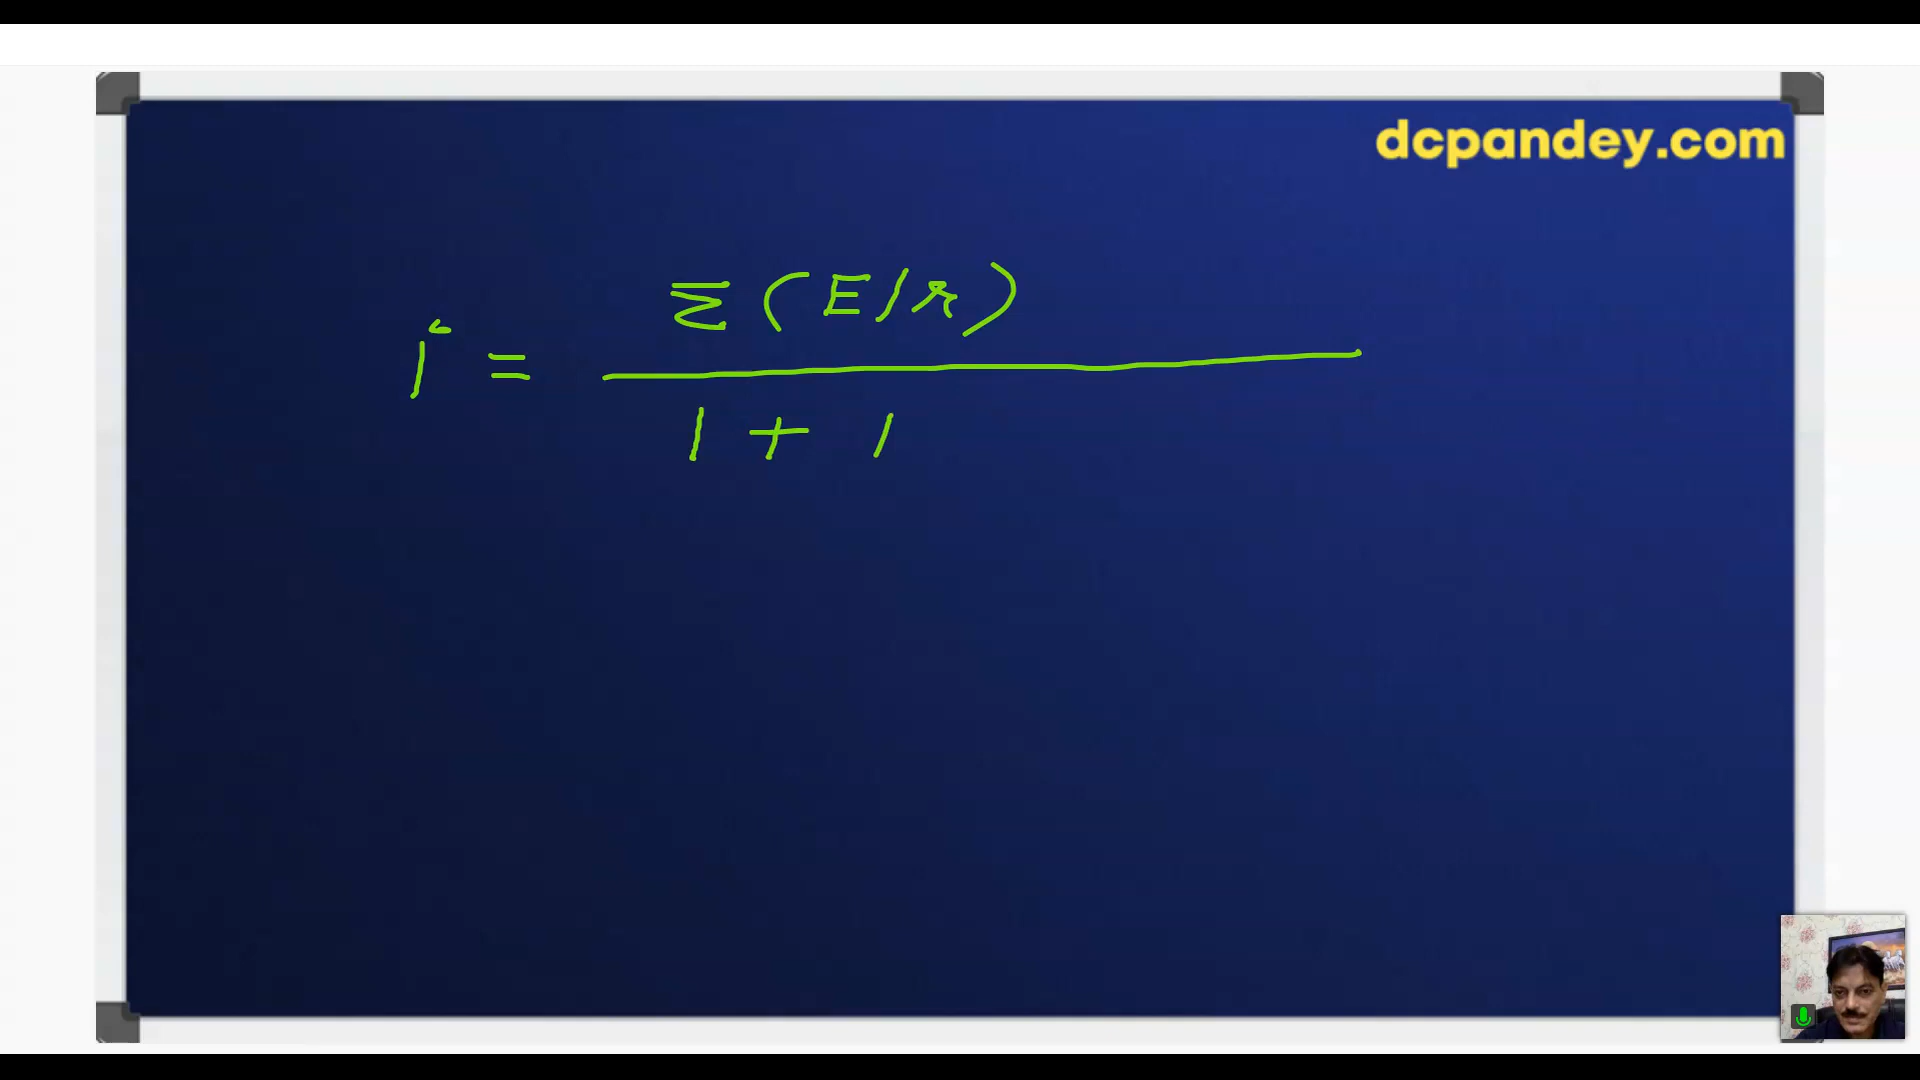 dcpandey.com
i = Σ(E/r)
1 + 1